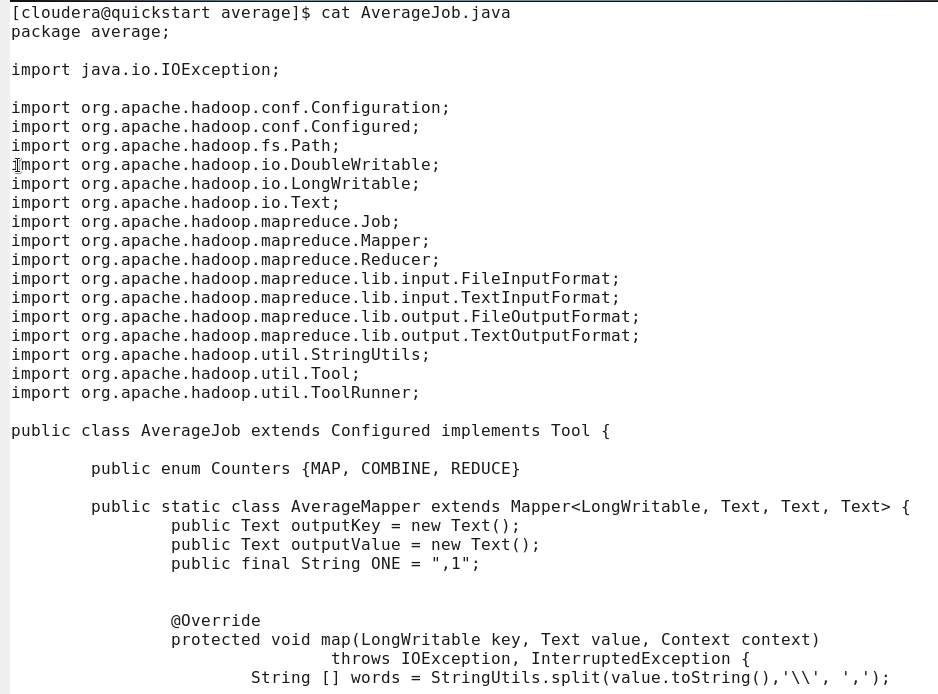 [cloudera@quickstart average]$ cat AverageJob.java
package average;
import java.io.IOException;
import org.apache.hadoop.conf.Configuration;
import org.apache.hadoop.conf.Configured;
import org.apache.hadoop.fs.Path;
import org.apache.hadoop.io.DoubleWritable;
import org.apache.hadoop.io.LongWritable;
import org.apache.hadoop.io.Text;
import org.apache.hadoop.mapreduce.Job;
import org.apache.hadoop.mapreduce.Mapper;
import org.apache.hadoop.mapreduce.Reducer;
import org.apache.hadoop.mapreduce.lib.input.FileInputFormat;
import org.apache.hadoop.mapreduce.lib.input.TextInputFormat;
import org.apache.hadoop.mapreduce.lib.output.FileOutputFormat;
import org.apache.hadoop.mapreduce.lib.output.TextOutputFormat;
import org.apache.hadoop.util.StringUtils;
import org.apache.hadoop.util.Tool;
import org.apache.hadoop.util.ToolRunner;
public class AverageJob extends Configured implements Tool {
public enum Counters {MAP, COMBINE, REDUCE}
public static class AverageMapper extends Mapper<LongWritable, Text, Text, Text> {
public Text outputKey = new Text();
public Text outputValue = new Text();
public final String ONE = ",1";
@Override
protected void map(LongWritable key, Text value, Context context)
throws IOException, InterruptedException {
String [] words = StringUtils.split(value.toString(),'\\', ',');